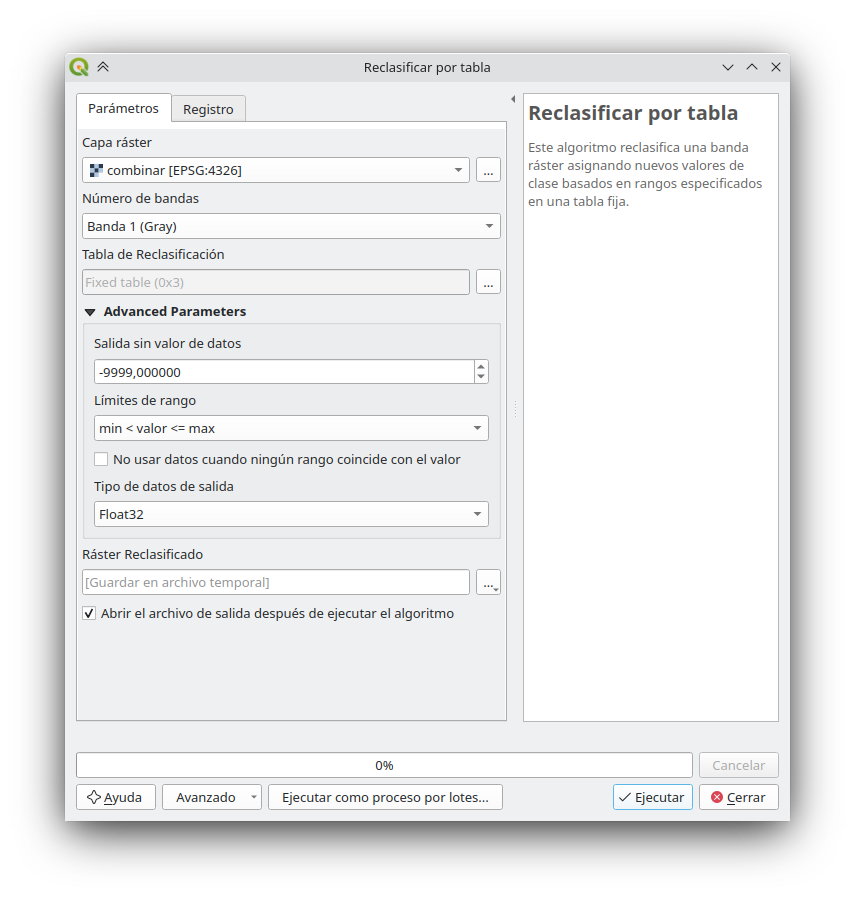 Reclasificar por tabla
Parámetros
Registro
Capa ráster
combinar [EPSG:4326]
...
Número de bandas
Banda 1 (Gray)
Tabla de Reclasificación
Fixed table (0x3)
...
Advanced Parameters
Salida sin valor de datos
-9999,000000
Límites de rango
min < valor <= max
No usar datos cuando ningún rango coincide con el valor
Tipo de datos de salida
Float32
Ráster Reclasificado
[Guardar en archivo temporal]
...
Abrir el archivo de salida después de ejecutar el algoritmo
Reclasificar por tabla
Este algoritmo reclasifica una banda
ráster asignando nuevos valores de
clase basados en rangos especificados
en una tabla fija.
0%
Cancelar
Ayuda
Avanzado
Ejecutar como proceso por lotes...
Ejecutar
Cerrar